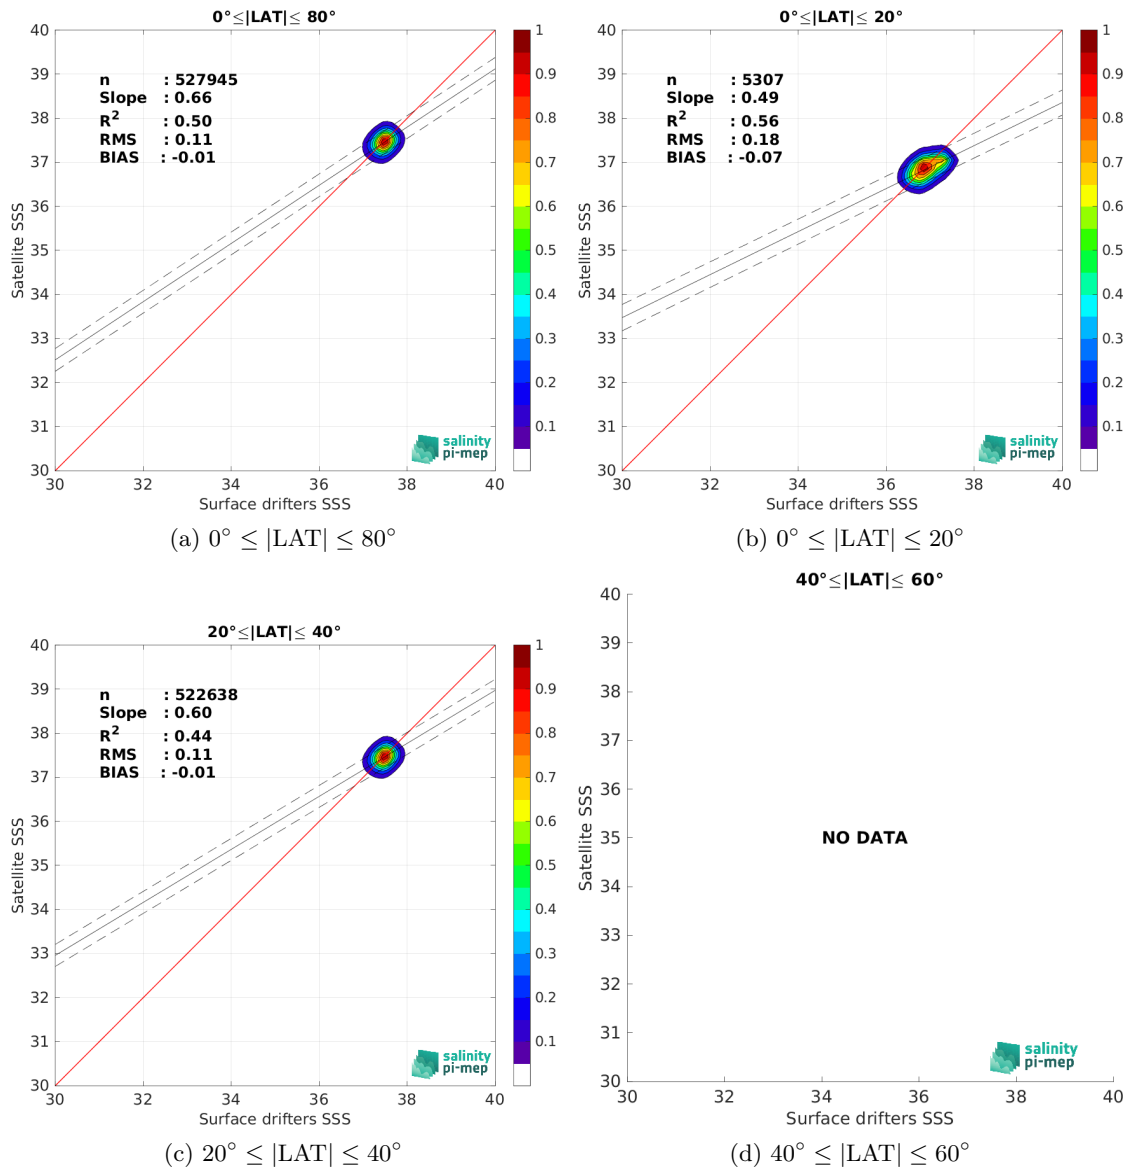 0°≤|LAT|≤ 80°
40
39
38
37
36
35
34
33
32
31
30
Satellite SSS
n : 527945
Slope : 0.66
R² : 0.50
RMS : 0.11
BIAS : -0.01
salinity
pi-mep
30 32 34 36 38 40
Surface drifters SSS
1
0.9
0.8
0.7
0.6
0.5
0.4
0.3
0.2
0.1
(a) 0° ≤ |LAT| ≤ 80°
0°≤|LAT|≤ 20°
40
39
38
37
36
35
34
33
32
31
30
Satellite SSS
n : 5307
Slope : 0.49
R² : 0.56
RMS : 0.18
BIAS : -0.07
salinity
pi-mep
30 32 34 36 38 40
Surface drifters SSS
1
0.9
0.8
0.7
0.6
0.5
0.4
0.3
0.2
0.1
(b) 0° ≤ |LAT| ≤ 20°
20°≤|LAT|≤ 40°
40
39
38
37
36
35
34
33
32
31
30
Satellite SSS
n : 522638
Slope : 0.60
R² : 0.44
RMS : 0.11
BIAS : -0.01
salinity
pi-mep
30 32 34 36 38 40
Surface drifters SSS
1
0.9
0.8
0.7
0.6
0.5
0.4
0.3
0.2
0.1
(c) 20° ≤ |LAT| ≤ 40°
40°≤|LAT|≤ 60°
40
39
38
37
36
35
34
33
32
31
30
Satellite SSS
NO DATA
salinity
pi-mep
30 32 34 36 38 40
Surface drifters SSS
(d) 40° ≤ |LAT| ≤ 60°